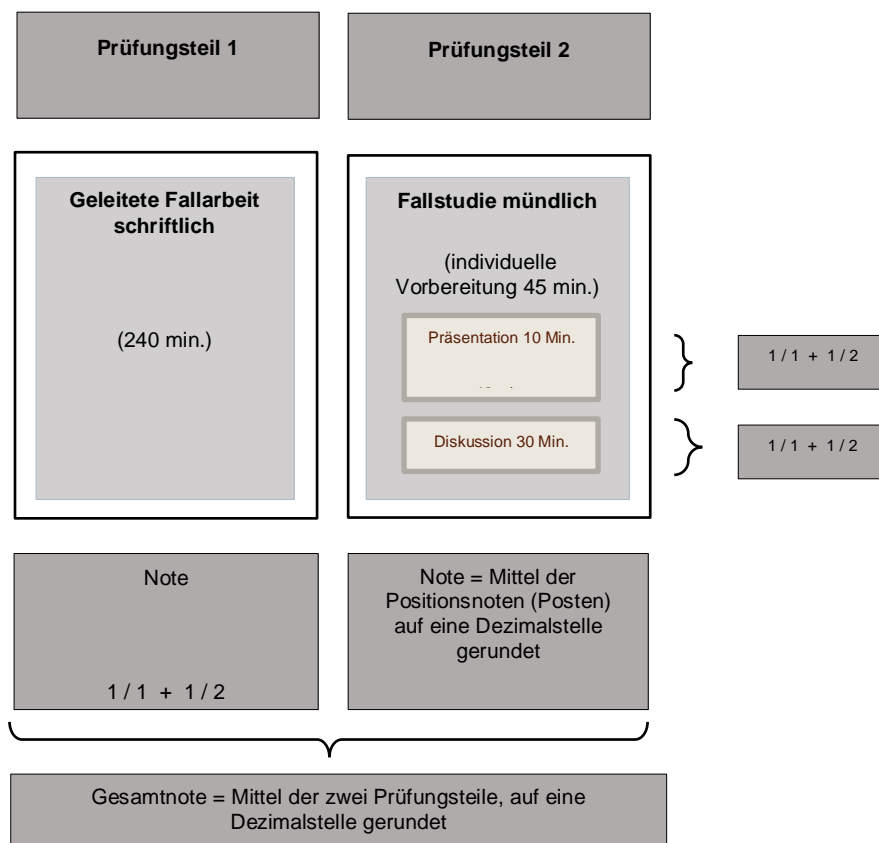 Prüfungsteil 1
Prüfungsteil 2
Geleitete Fallarbeit
schriftlich
(240 min.)
Fallstudie mündlich
(individuelle
Vorbereitung 45 min.)
Präsentation 10 Min.
Diskussion 30 Min.
1 / 1 + 1 / 2
1 / 1 + 1 / 2
Note
1 / 1 + 1 / 2
Note = Mittel der
Positionsnoten (Posten)
auf eine Dezimalstelle
gerundet
Gesamtnote = Mittel der zwei Prüfungsteile, auf eine
Dezimalstelle gerundet